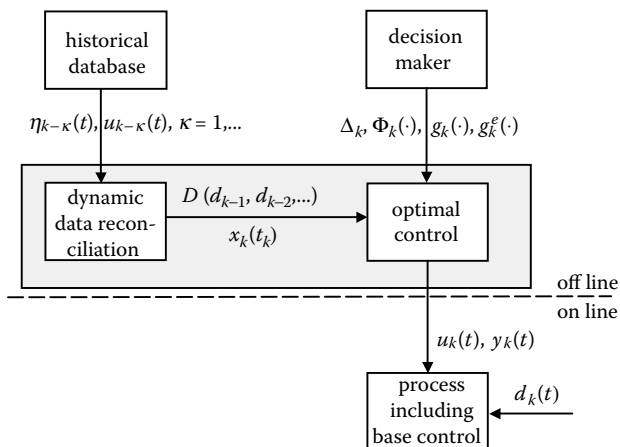 historical
database
decision
maker
ηₖ₋κ(t), uₖ₋κ(t), κ = 1,...
Δₖ, Φₖ(·), gₖ(·), gₖᵉ(·)
dynamic
data recon-
ciliation
D (dₖ₋₁, dₖ₋₂,...)
xₖ(tₖ)
optimal
control
off line
on line
uₖ(t), yₖ(t)
process
including
base control
dₖ(t)